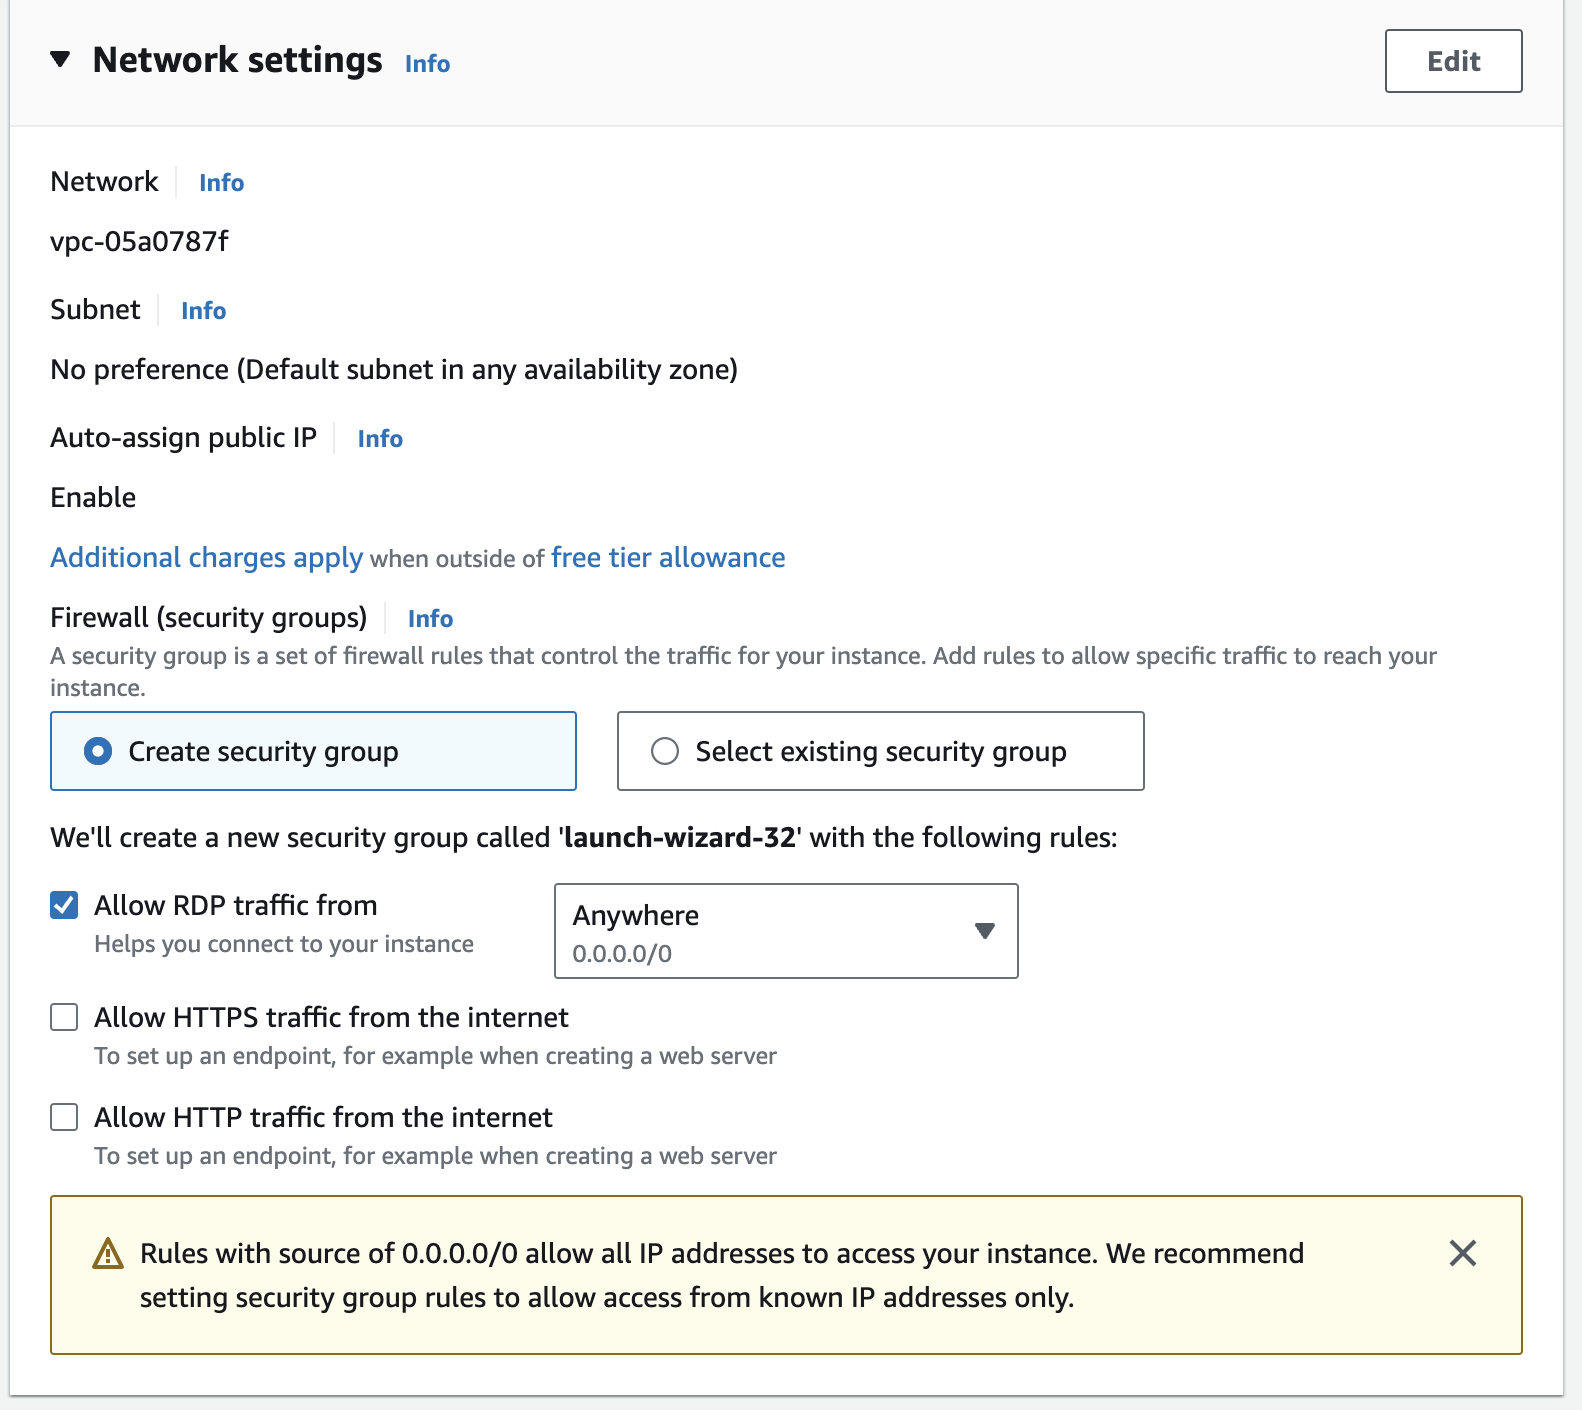 Network settings Info
Edit
Network Info
vpc-05a0787f
Subnet Info
No preference (Default subnet in any availability zone)
Auto-assign public IP Info
Enable
Additional charges apply when outside of free tier allowance
Firewall (security groups) Info
A security group is a set of firewall rules that control the traffic for your instance. Add rules to allow specific traffic to reach your
instance.
Create security group
Select existing security group
We'll create a new security group called 'launch-wizard-32' with the following rules:
Allow RDP traffic from
Helps you connect to your instance
Anywhere
0.0.0.0/0
Allow HTTPS traffic from the internet
To set up an endpoint, for example when creating a web server
Allow HTTP traffic from the internet
To set up an endpoint, for example when creating a web server
Rules with source of 0.0.0.0/0 allow all IP addresses to access your instance. We recommend
setting security group rules to allow access from known IP addresses only.